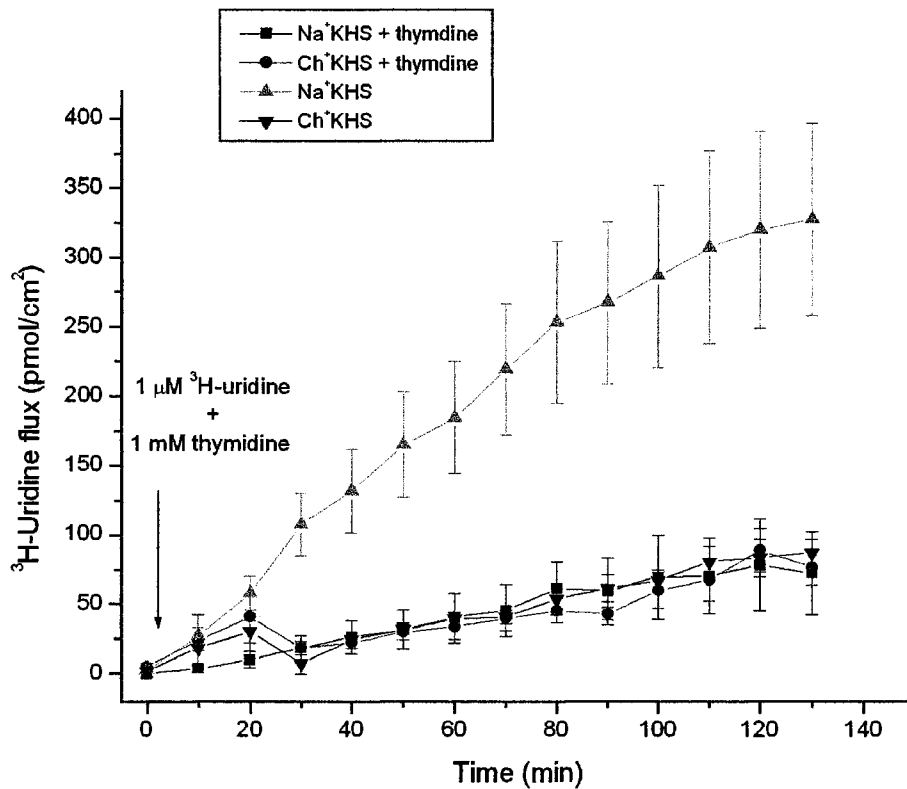 Na⁺KHS + thymdine
Ch⁺KHS + thymdine
Na⁺KHS
Ch⁺KHS
400
350
300
250
200
150
100
50
0
³H-Uridine flux (pmol/cm²)
1 μM ³H-uridine
+
1 mM thymidine
0 20 40 60 80 100 120 140
Time (min)